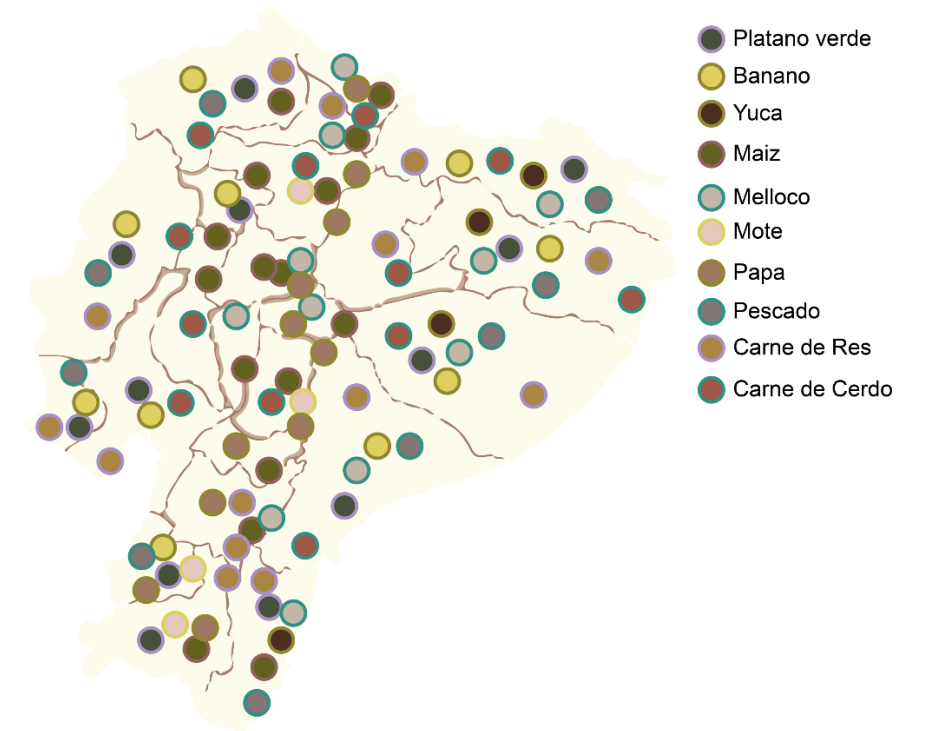 Platano verde
Banano
Yuca
Maiz
Melloco
Mote
Papa
Pescado
Carne de Res
Carne de Cerdo